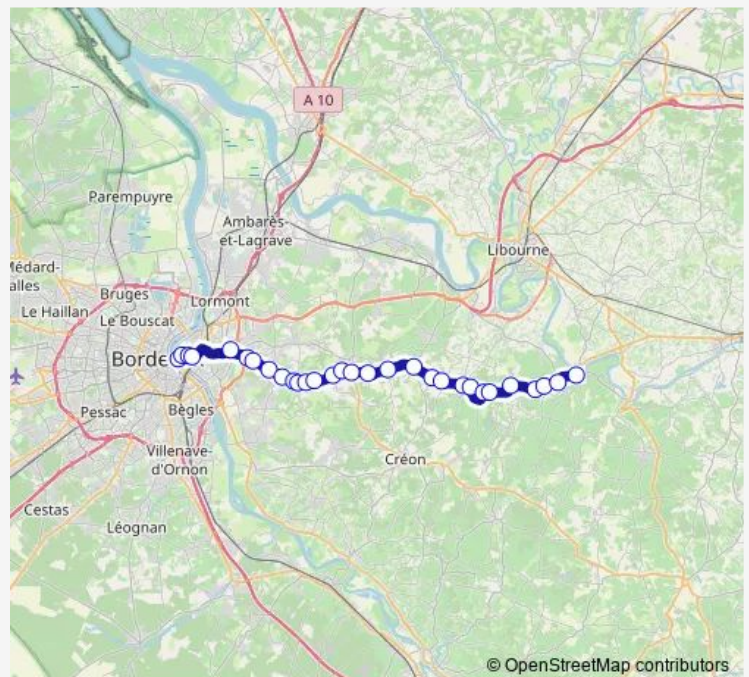 A 10
Parempuyre
Ambarès-
et-Lagrave
Libourne
Médard-
alles
Bruges
Lormont
Le Haillan
Le Bouscat
Borde
Pessac
Bègles
Villenave-
d'Ornon
Créon
Cestas
Léognan
© OpenStreetMap contributors